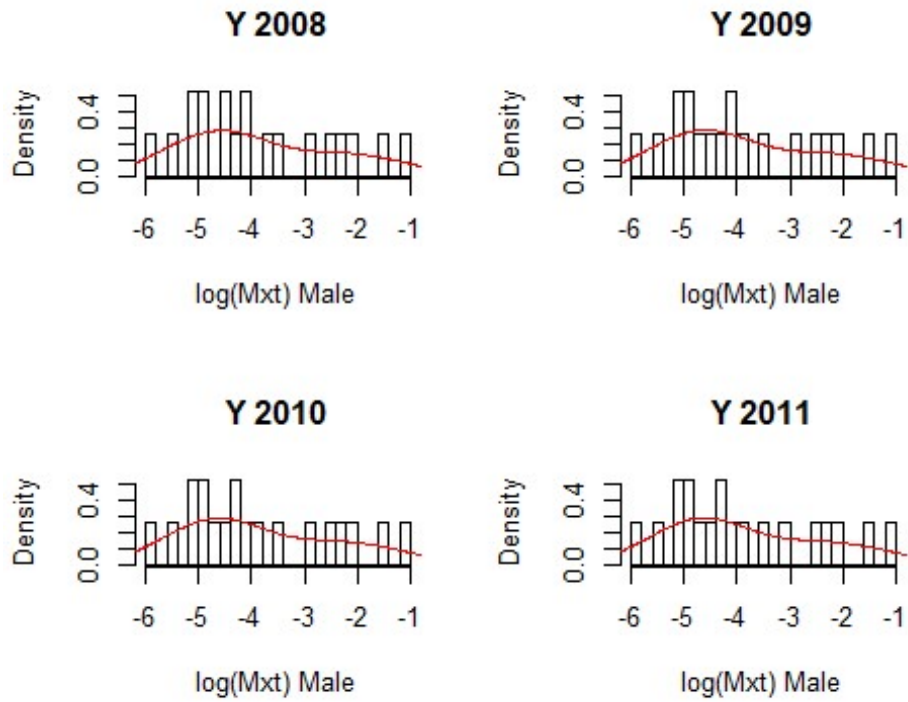 Y 2008
Density
0.0 0.4
-6 -5 -4 -3 -2 -1
log(Mxt) Male
Y 2009
Density
0.0 0.4
-6 -5 -4 -3 -2 -1
log(Mxt) Male
Y 2010
Density
0.0 0.4
-6 -5 -4 -3 -2 -1
log(Mxt) Male
Y 2011
Density
0.0 0.4
-6 -5 -4 -3 -2 -1
log(Mxt) Male